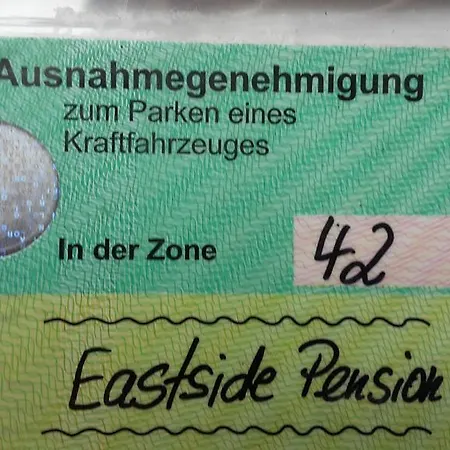 Ausnahmegenehmigung
zum Parken eines
Kraftfahrzeuges
In der Zone 42
Eastside Pension